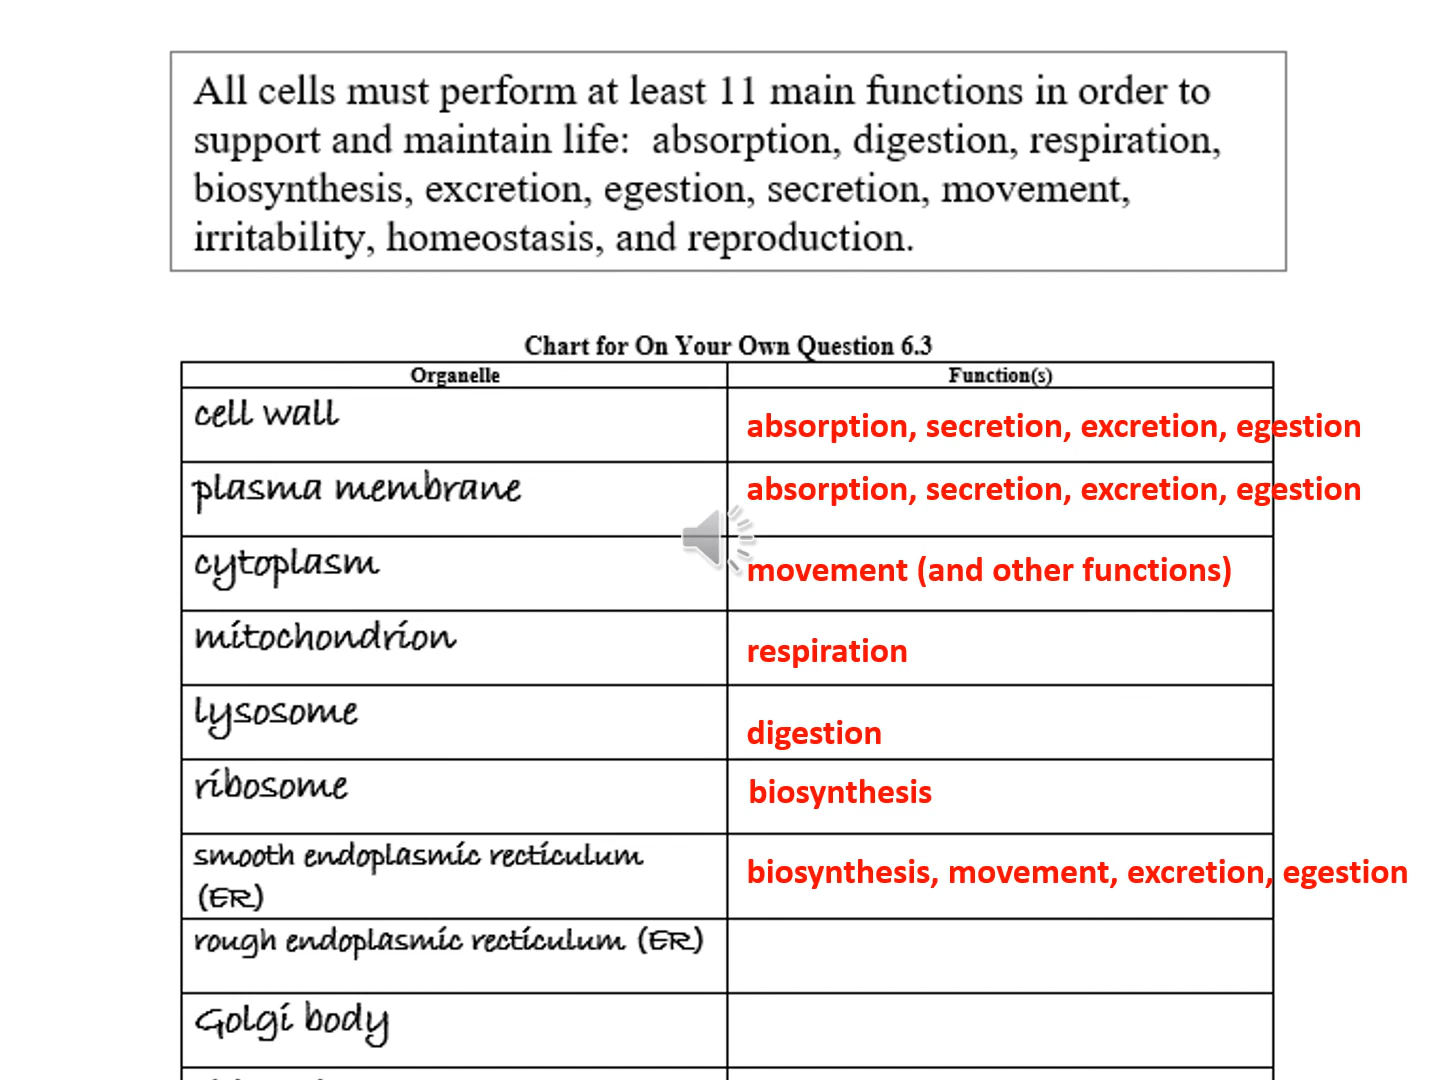 All cells must perform at least 11 main functions in order to
support and maintain life: absorption, digestion, respiration,
biosynthesis, excretion, egestion, secretion, movement,
irritability, homeostasis, and reproduction.
Chart for On Your Own Question 6.3
Organelle Function(s)
cell wall absorption, secretion, excretion, egestion
plasma membrane absorption, secretion, excretion, egestion
cytoplasm movement (and other functions)
mitochondrion respiration
lysosome digestion
ribosome biosynthesis
smooth endoplasmic recticulum
(ER) biosynthesis, movement, excretion, egestion
rough endoplasmic recticulum (ER)
Golgi body